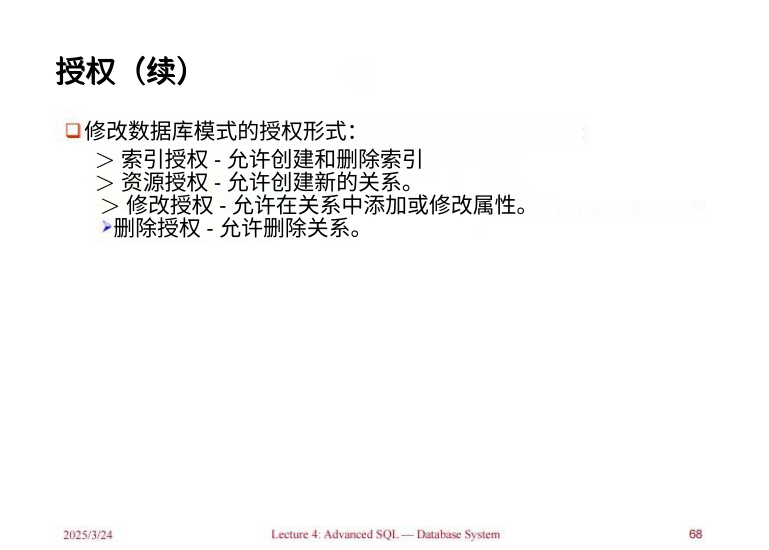 授权（续）
修改数据库模式的授权形式：
＞ 索引授权 - 允许创建和删除索引
＞ 资源授权 - 允许创建新的关系。
＞ 修改授权 - 允许在关系中添加或修改属性。
➢删除授权 - 允许删除关系。
2025/3/24 Lecture 4: Advanced SQL — Database System 68